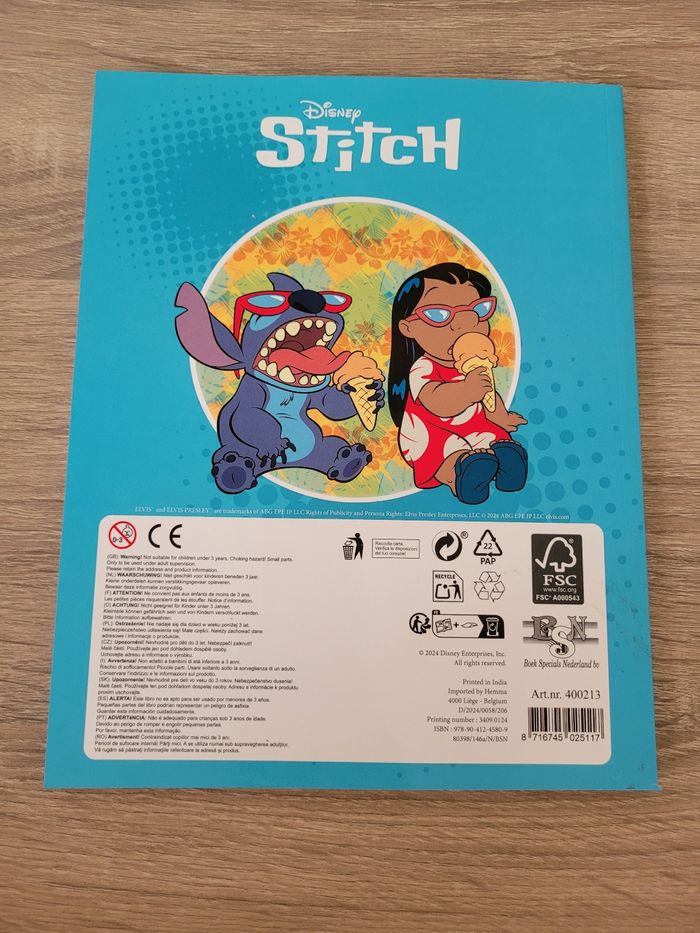 Disney
Stitch
ELVIS™ and ELVIS PRESLEY™ are trademarks of ABG EPE IP LLC Rights of Publicity and Persona Rights: Elvis Presley Enterprises, LLC © 2024 ABG EPE IP LLC elvis.com
0-3
CE
(GB) Warning! Not suitable for children under 3 years. Choking hazard! Small parts.
Only to be used under adult supervision.
Please retain the address and product information.
(NL) WAARSCHUWING! Niet geschikt voor kinderen beneden 3 jaar.
Kleine onderdelen kunnen verstikkingsgevaar opleveren.
Bewaar deze informatie zorgvuldig.
(F) ATTENTION! Ne convient pas aux enfants de moins de 3 ans.
Les petites pièces risqueraient de les étouffer. Notice d'information.
(D) ACHTUNG! Nicht geeignet für Kinder unter 3 Jahren.
Kleinteile können gefährlich sein und von Kindern verschluckt werden.
Bitte Information aufbewahren.
(PL) Ostrzeżenie! Nie nadaje się dla dzieci w wieku poniżej 3 lat.
Niebezpieczeństwo udławienia się! Małe części. Należy zachować dane
adresowe i informacje o produkcie.
(CZ) Upozornění! Nevhodné pro děti do 3 let. Nebezpečí zalknutí!
Malé části. Použití jen pod dohledem dospělé osoby.
Uchovejte adresu a informace o výrobku.
(I) Avvertenza! Non adatto a bambini di età inferiore a 3 anni.
Rischio di soffocamento! Piccole parti. Usare soltanto sotto la sorveglianza di un adulto.
Conservare l'indirizzo e le informazioni sul prodotto.
(SK) Upozornenie! Nevhodné pre deti do veku 3 rokov. Nebezpečenstvo dusenia!
Malé časti. Použitie len pod dohľadom dospelej osoby. Adresu a informácie k produktu
prosím uschovajte.
(ES) ALERTA! Este libro no es apto para ser usado por menores de 3 años.
Pequeñas partes del libro podrían representar un peligro de asfixia.
Guardar esta información cuidadosamente.
(PT) ADVERTÊNCIA: Não é adequado para crianças sob 3 anos de idade.
Devido ao perigo de romper e engolir pequenas partes.
Por favor, mantenha esta informação.
(RO) Avertisment! Contraindicat copiilor mai mici de 3 ani.
Pericol de sufocare internă! Părţi mici. A se utiliza numai sub supravegherea adulţilor.
Vă rugăm să păstraţi informaţiile referitoare la adresă şi produs.
Raccolta carta.
Verifica le disposizioni
del tuo comune!
22
PAP
RECYCLE
FR
FSC
www.fsc.org
FSC® A000543
BSN
Boek Specials Nederland bv
© 2024 Disney Enterprises, Inc.
All rights reserved.
Printed in India
Imported by Hemma
4000 Liège - Belgium
D/2024/0058/206
Printing number : 3409.0124
ISBN : 978-90-412-4580-9
80398/146a/N/BSN
Art.nr. 400213
8 716745 025117